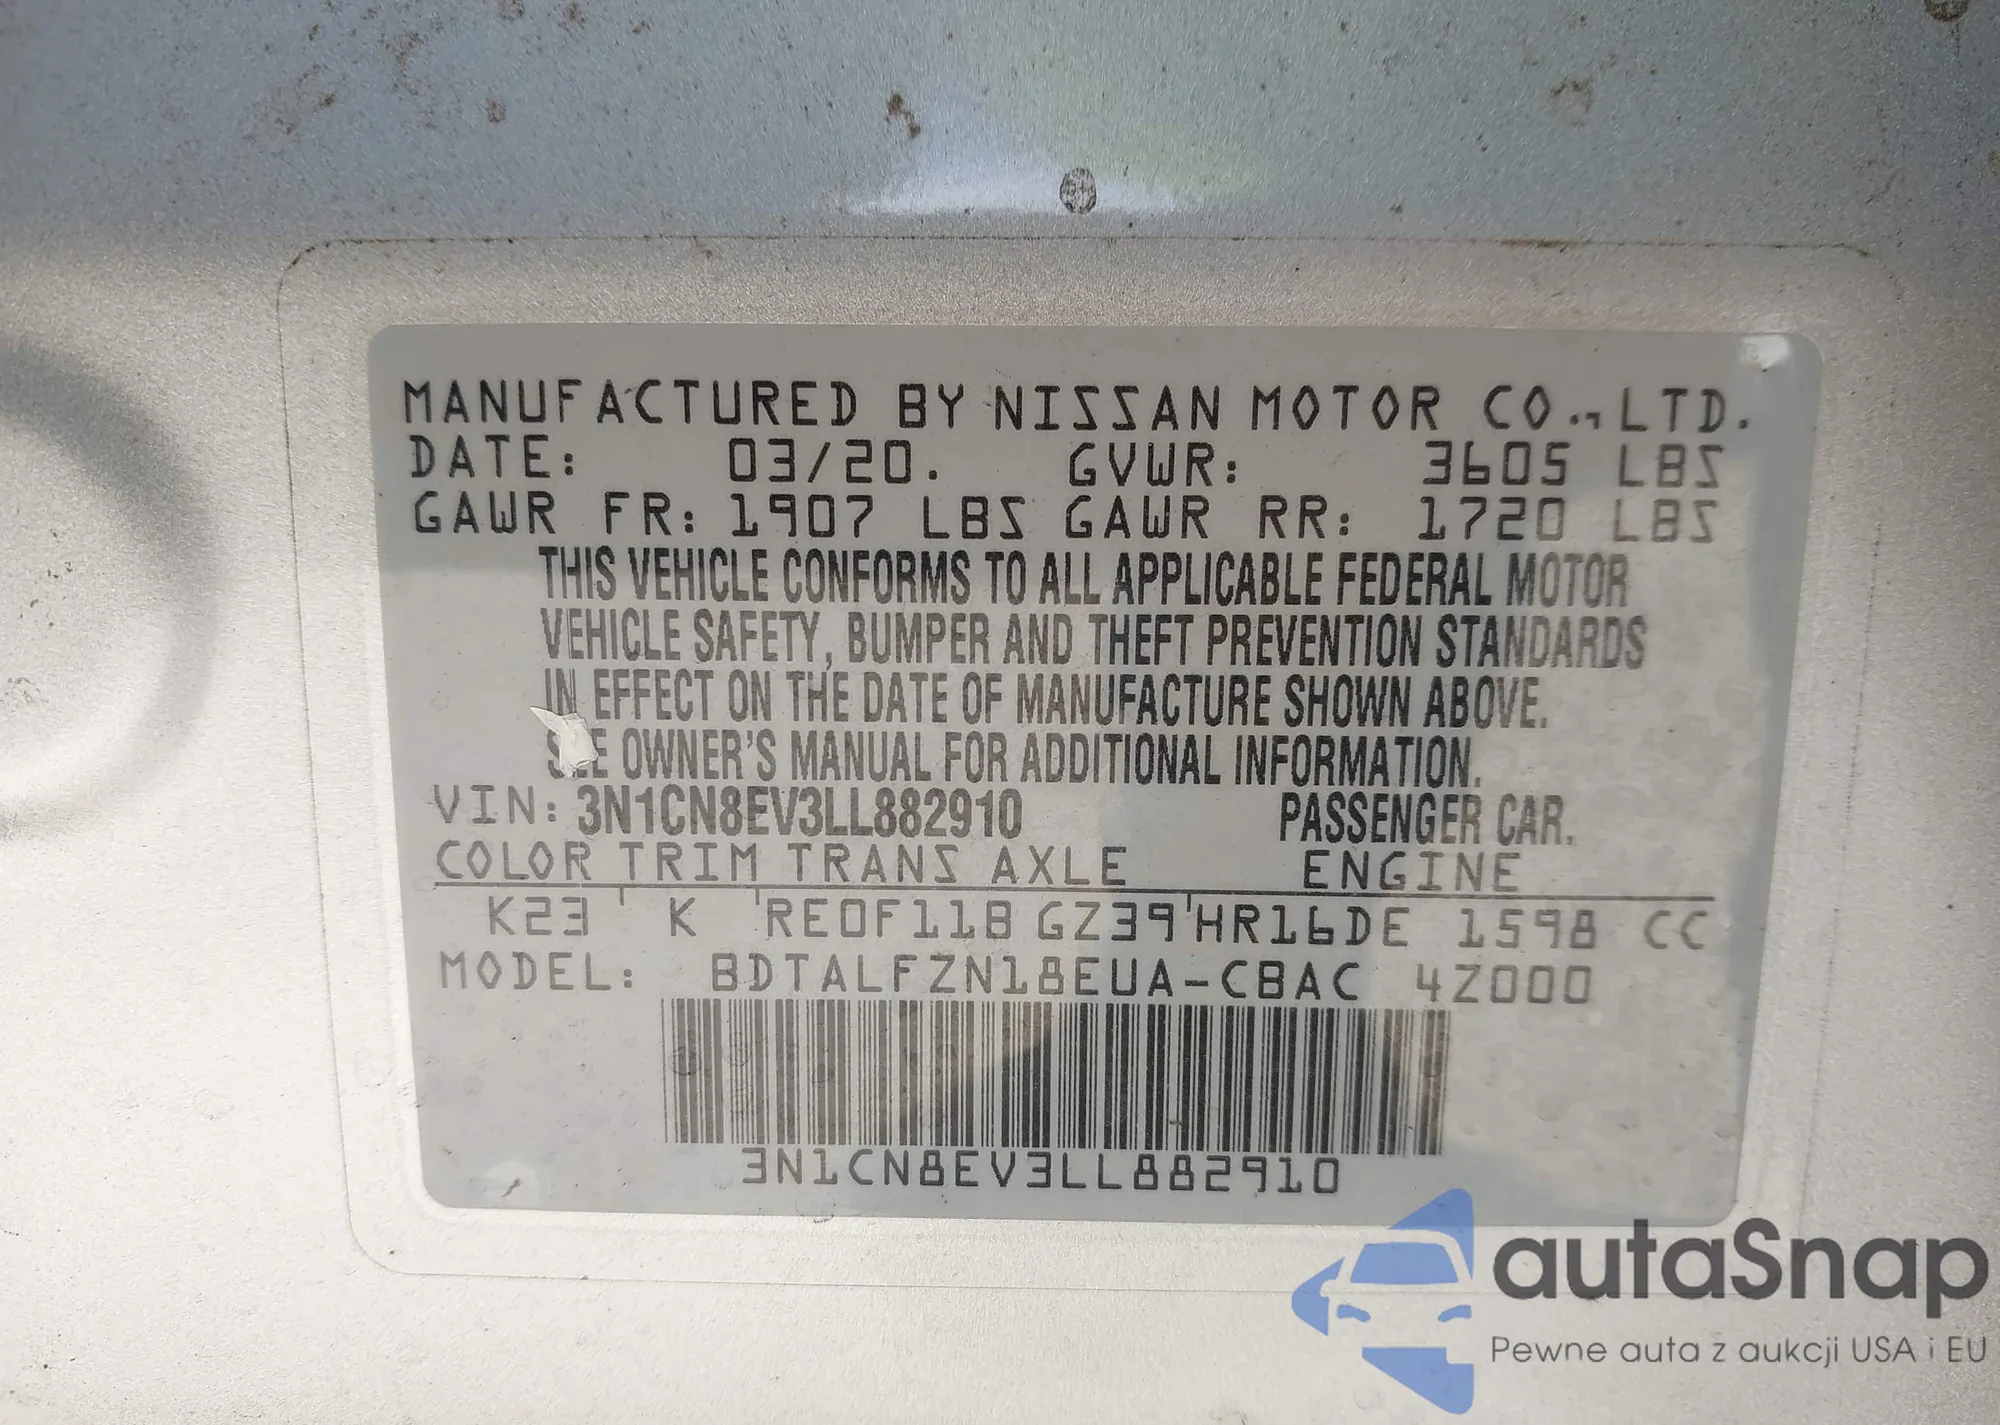 MANUFACTURED BY NISSAN MOTOR CO., LTD.
DATE: 03/20. GVWR: 3605 LBS
GAWR FR: 1907 LBS GAWR RR: 1720 LBS
THIS VEHICLE CONFORMS TO ALL APPLICABLE FEDERAL MOTOR
VEHICLE SAFETY, BUMPER AND THEFT PREVENTION STANDARDS
IN EFFECT ON THE DATE OF MANUFACTURE SHOWN ABOVE.
SEE OWNER'S MANUAL FOR ADDITIONAL INFORMATION.
VIN: 3N1CN8EV3LL882910 PASSENGER CAR.
COLOR TRIM TRANS AXLE ENGINE
K23 K RE0F11B GZ39 HR16DE 1598 CC
MODEL: BDTALFZN18EUA-CBAC 4Z000
3N1CN8EV3LL882910
autaSnap
Pewne auta z aukcji USA i EU